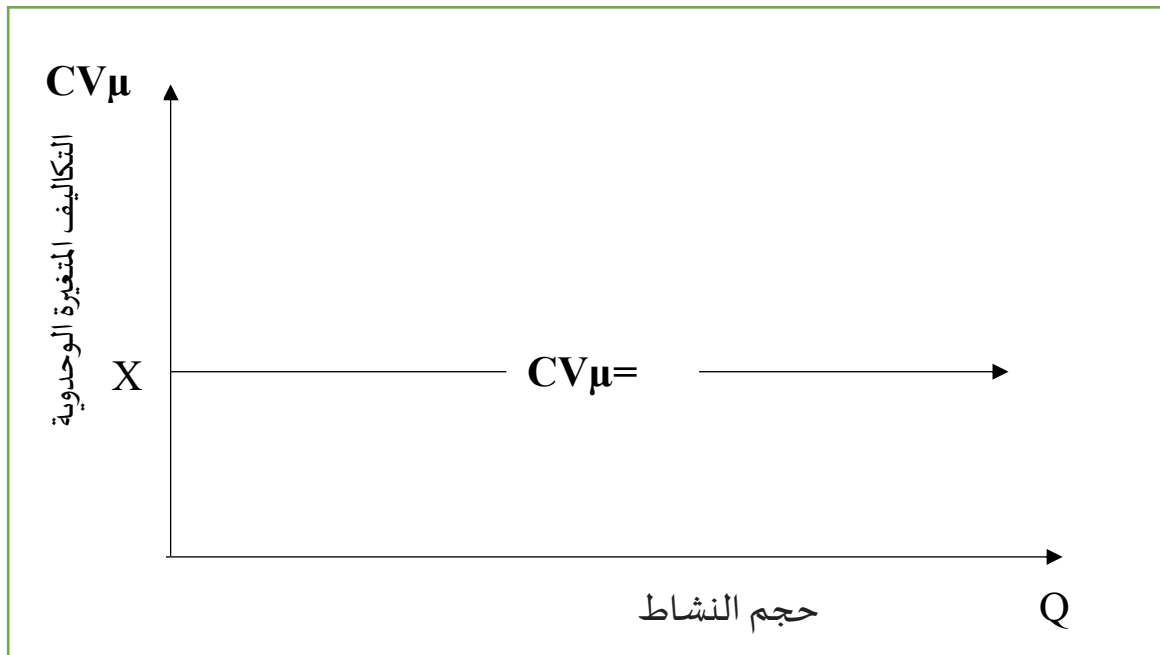 CVμ
التكاليف المتغيرة الوحدوية
X
CVμ=
حجم النشاط
Q